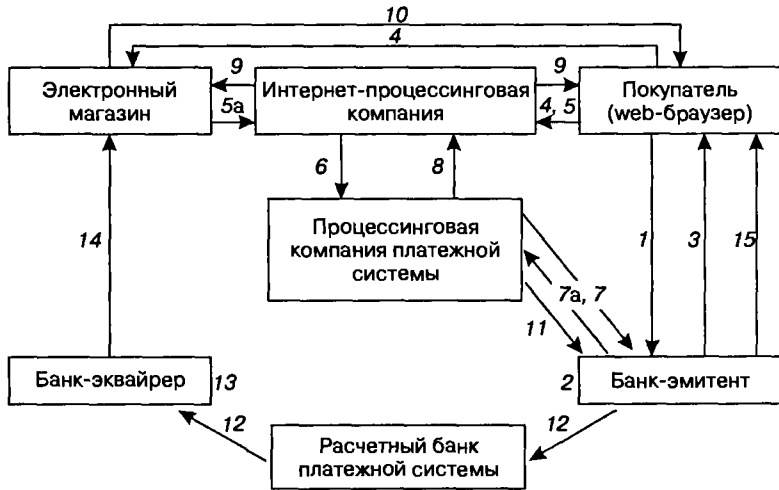 10
4
Электронный
магазин
9
5а
Интернет-процессинговая
компания
9
4, 5
Покупатель
(web-браузер)
6
8
14
Процессинговая
компания платежной
системы
1
3
15
7а, 7
11
Банк-эквайрер
13
2
Банк-эмитент
12
12
Расчетный банк
платежной системы